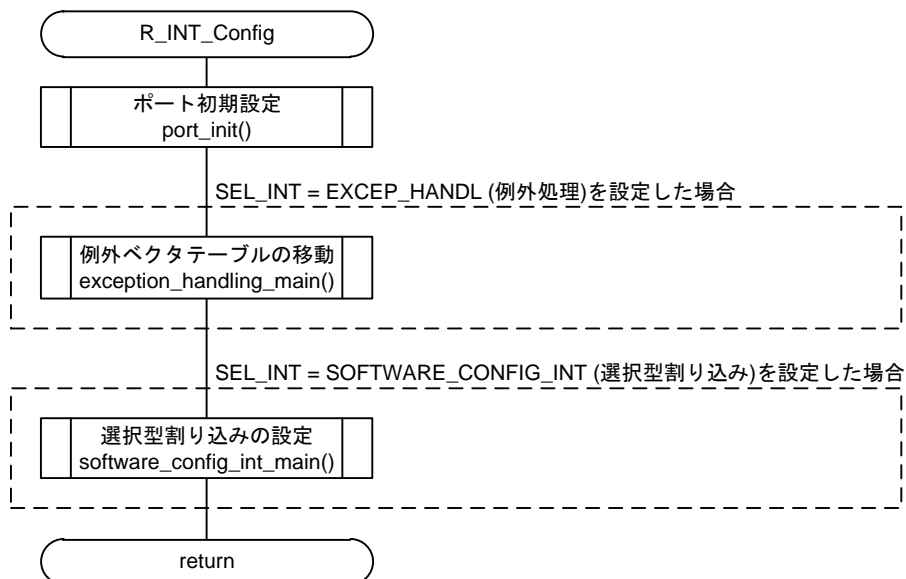 R_INT_Config
ポート初期設定
port_init()
SEL_INT = EXCEP_HANDL (例外処理)を設定した場合
例外ベクタテーブルの移動
exception_handling_main()
SEL_INT = SOFTWARE_CONFIG_INT (選択型割り込み)を設定した場合
選択型割り込みの設定
software_config_int_main()
return